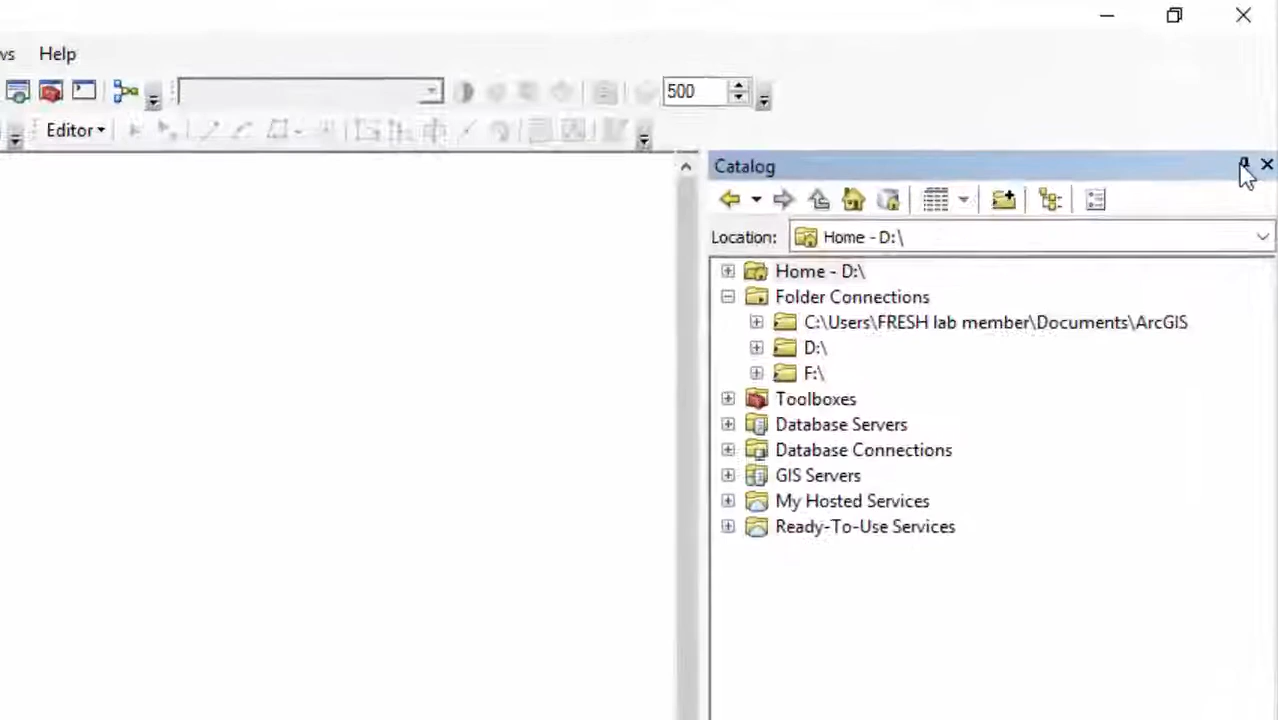 ws Help
500
Editor
Catalog
Location: Home - D:\
Home - D:\
Folder Connections
C:\Users\FRESH lab member\Documents\ArcGIS
D:\
F:\
Toolboxes
Database Servers
Database Connections
GIS Servers
My Hosted Services
Ready-To-Use Services